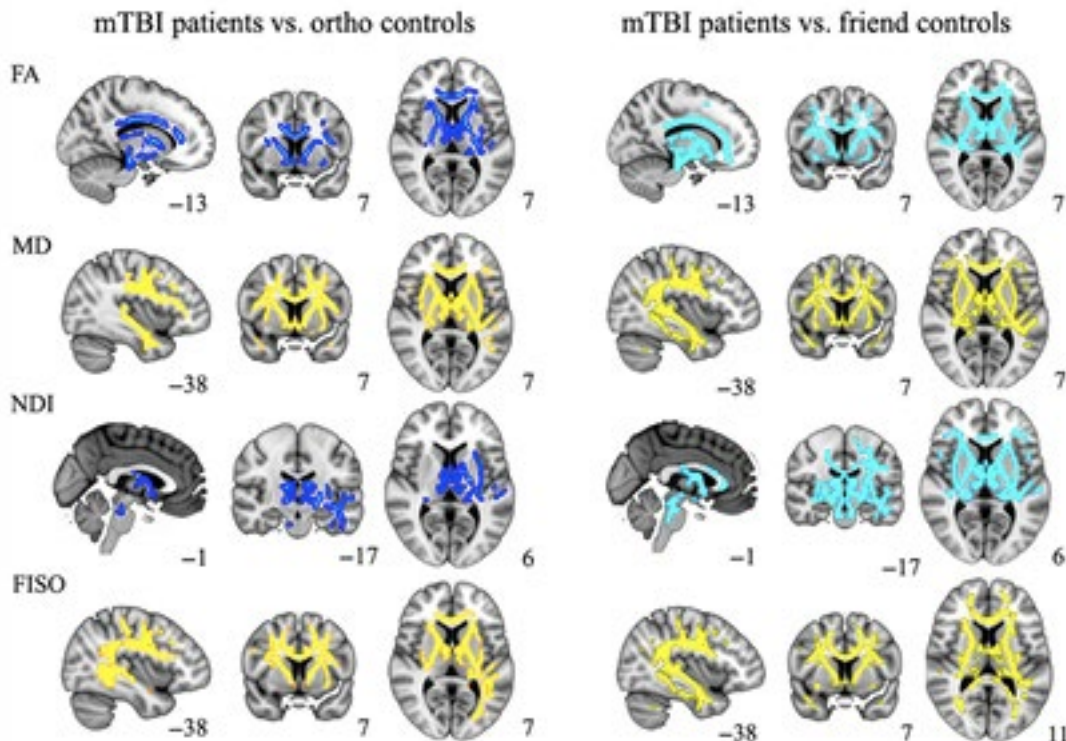 mTBI patients vs. ortho controls
mTBI patients vs. friend controls
FA
−13 7 7 −13 7 7
MD
−38 7 7 −38 7 7
NDI
−1 −17 6 −1 −17 6
FISO
−38 7 7 −38 7 11